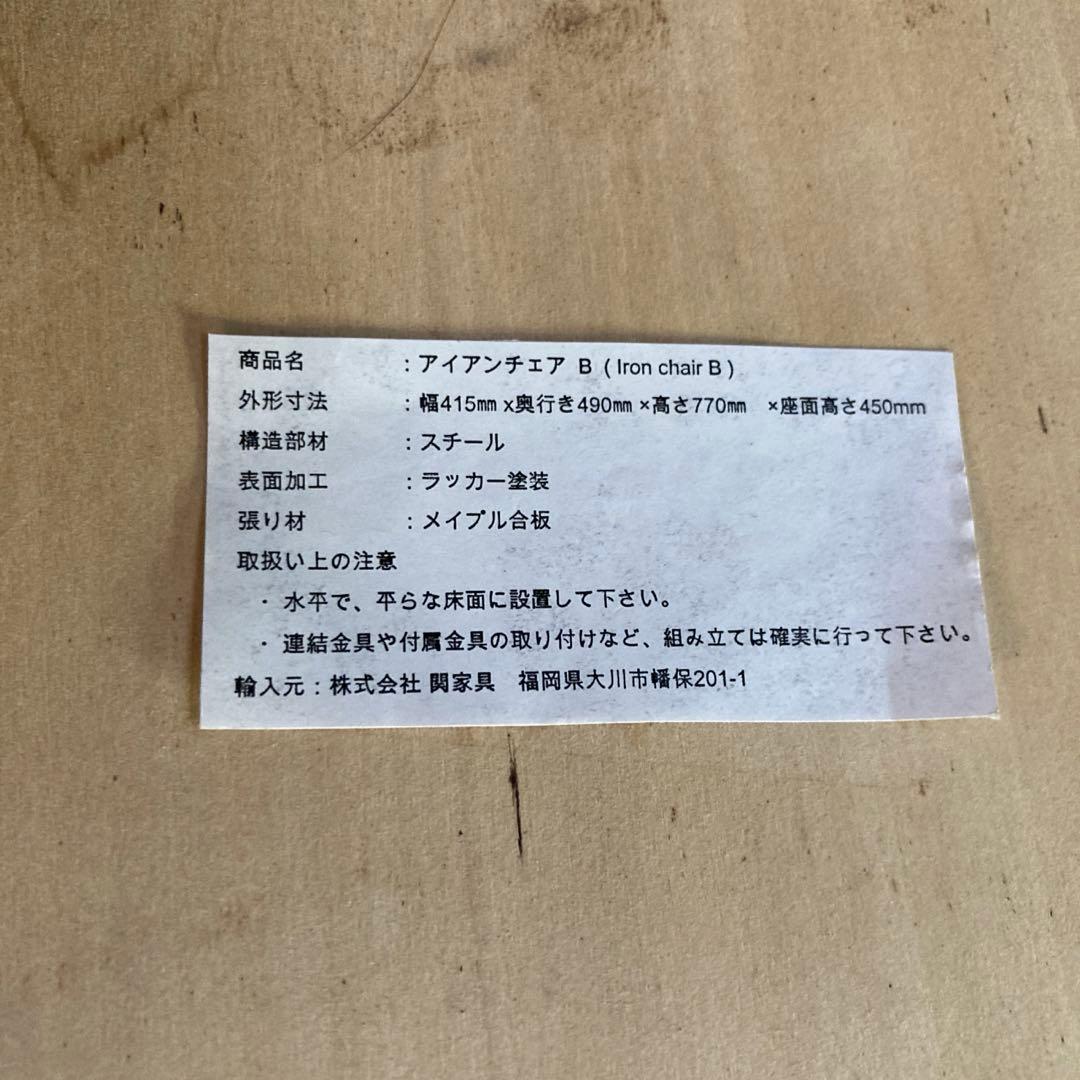 商品名 : アイアンチェア B ( Iron chair B )
外形寸法 : 幅415㎜ x奥行き490㎜ ×高さ770㎜ ×座面高さ450mm
構造部材 : スチール
表面加工 : ラッカー塗装
張り材 : メイプル合板
取扱い上の注意
・ 水平で、平らな床面に設置して下さい。
・ 連結金具や付属金具の取り付けなど、組み立ては確実に行って下さい。
輸入元 : 株式会社 関家具 福岡県大川市幡保201-1